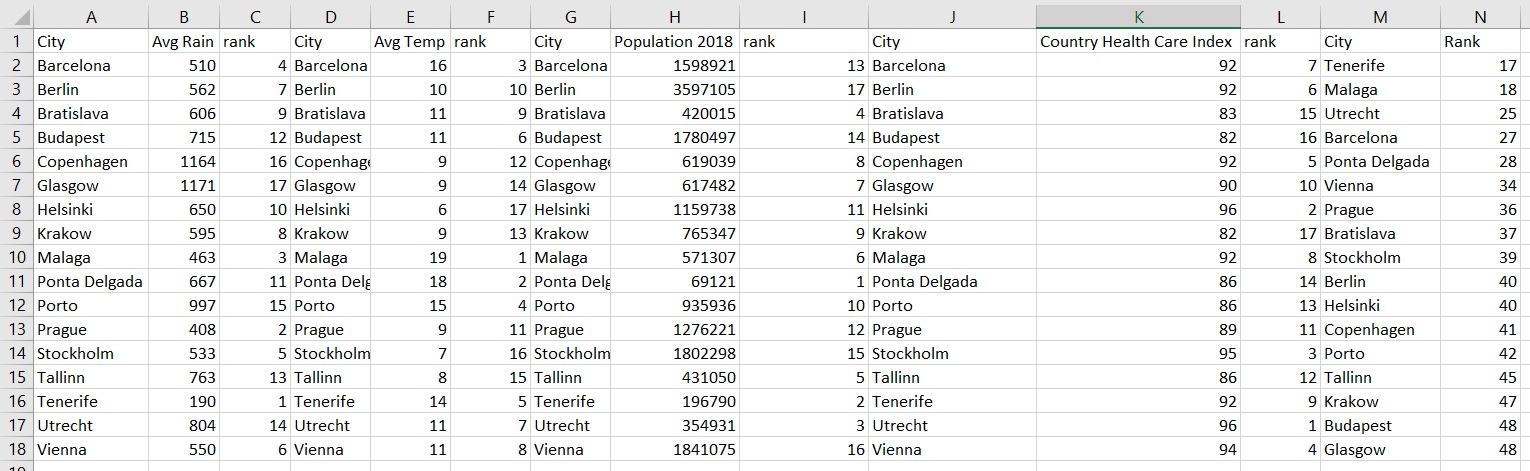 A B C D E F G H I J K L M N
1 City Avg Rain rank City Avg Temp rank City Population 2018 rank City Country Health Care Index rank City Rank
2 Barcelona 510 4 Barcelona 16 3 Barcelona 1598921 13 Barcelona 92 7 Tenerife 17
3 Berlin 562 7 Berlin 10 10 Berlin 3597105 17 Berlin 92 6 Malaga 18
4 Bratislava 606 9 Bratislava 11 9 Bratislava 420015 4 Bratislava 83 15 Utrecht 25
5 Budapest 715 12 Budapest 11 6 Budapest 1780497 14 Budapest 82 16 Barcelona 27
6 Copenhagen 1164 16 Copenhage 9 12 Copenhage 619039 8 Copenhagen 92 5 Ponta Delgada 28
7 Glasgow 1171 17 Glasgow 9 14 Glasgow 617482 7 Glasgow 90 10 Vienna 34
8 Helsinki 650 10 Helsinki 6 17 Helsinki 1159738 11 Helsinki 96 2 Prague 36
9 Krakow 595 8 Krakow 9 13 Krakow 765347 9 Krakow 82 17 Bratislava 37
10 Malaga 463 3 Malaga 19 1 Malaga 571307 6 Malaga 92 8 Stockholm 39
11 Ponta Delgada 667 11 Ponta Delg 18 2 Ponta Delg 69121 1 Ponta Delgada 86 14 Berlin 40
12 Porto 997 15 Porto 15 4 Porto 935936 10 Porto 86 13 Helsinki 40
13 Prague 408 2 Prague 9 11 Prague 1276221 12 Prague 89 11 Copenhagen 41
14 Stockholm 533 5 Stockholm 7 16 Stockholm 1802298 15 Stockholm 95 3 Porto 42
15 Tallinn 763 13 Tallinn 8 15 Tallinn 431050 5 Tallinn 86 12 Tallinn 45
16 Tenerife 190 1 Tenerife 14 5 Tenerife 196790 2 Tenerife 92 9 Krakow 47
17 Utrecht 804 14 Utrecht 11 7 Utrecht 354931 3 Utrecht 96 1 Budapest 48
18 Vienna 550 6 Vienna 11 8 Vienna 1841075 16 Vienna 94 4 Glasgow 48